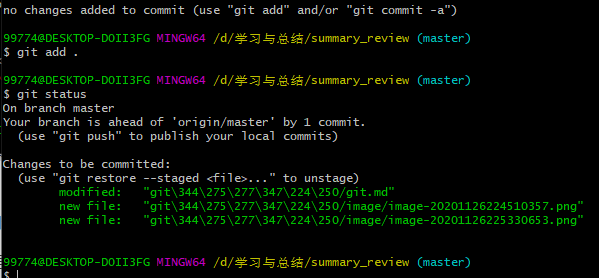 no changes added to commit (use "git add" and/or "git commit -a")
99774@DESKTOP-DOII3FG MINGW64 /d/学习与总结/summary_review (master)
$ git add .
99774@DESKTOP-DOII3FG MINGW64 /d/学习与总结/summary_review (master)
$ git status
On branch master
Your branch is ahead of 'origin/master' by 1 commit.
  (use "git push" to publish your local commits)
Changes to be committed:
  (use "git restore --staged <file>..." to unstage)
        modified:   "git\344\275\277\347\224\250/git.md"
        new file:   "git\344\275\277\347\224\250/image/image-20201126224510357.png"
        new file:   "git\344\275\277\347\224\250/image/image-20201126225330653.png"
99774@DESKTOP-DOII3FG MINGW64 /d/学习与总结/summary_review (master)
$